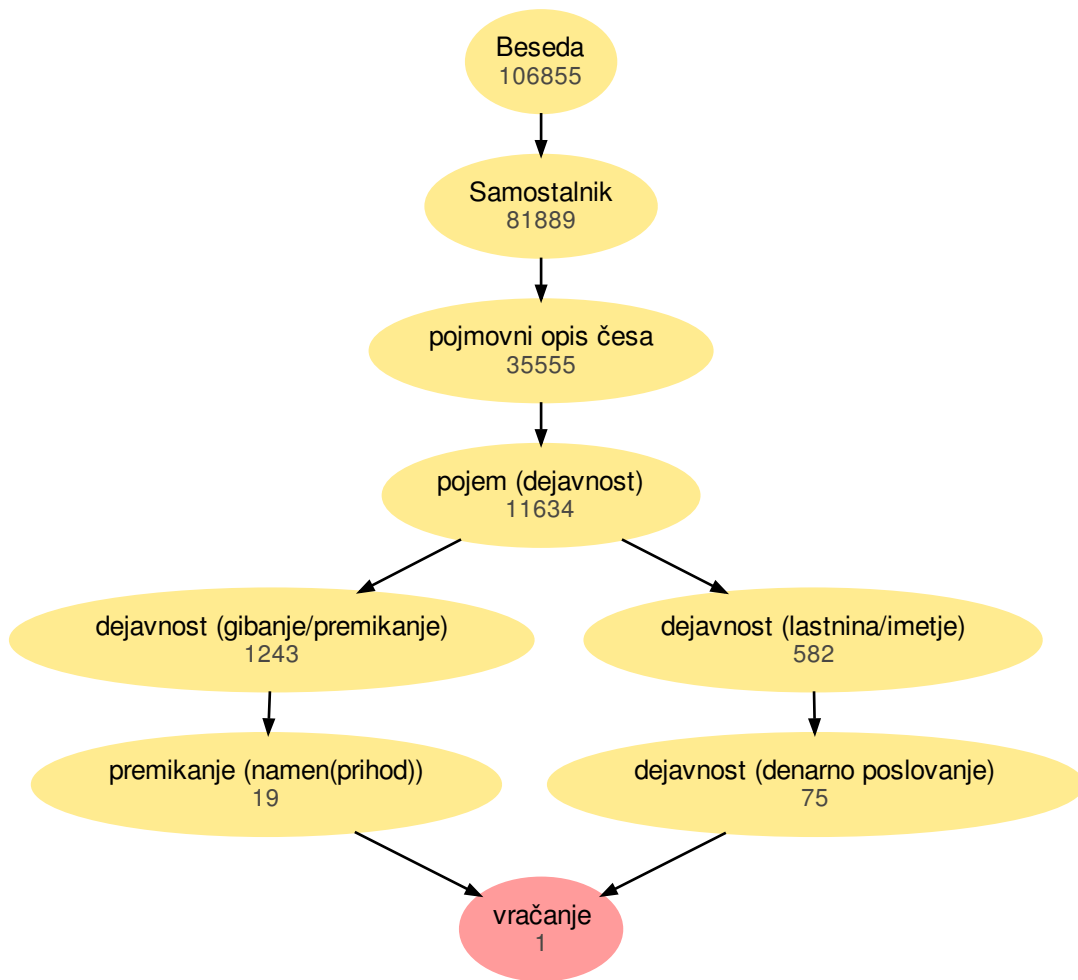 Beseda
106855
Samostalnik
81889
pojmovni opis česa
35555
pojem (dejavnost)
11634
dejavnost (gibanje/premikanje)
1243
dejavnost (lastnina/imetje)
582
premikanje (namen(prihod))
19
dejavnost (denarno poslovanje)
75
vračanje
1